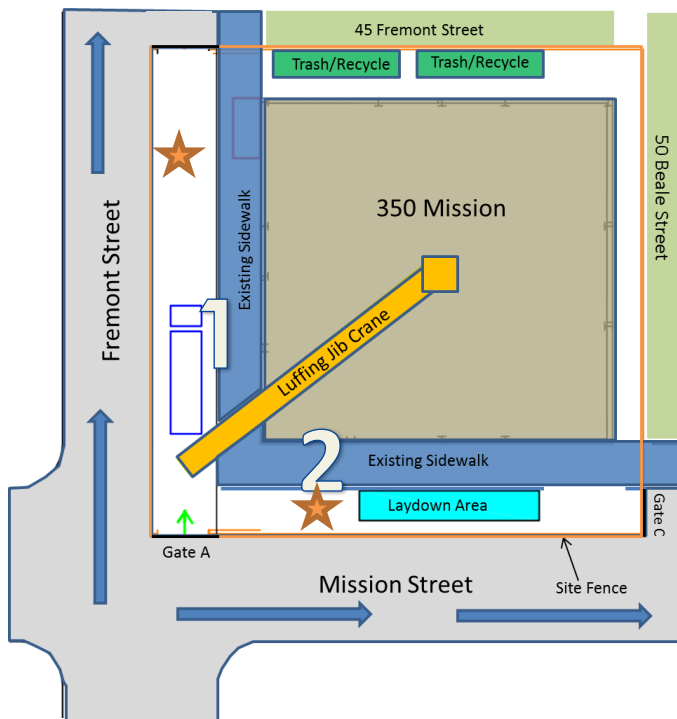 45 Fremont Street
Trash/Recycle
Trash/Recycle
50 Beale Street
350 Mission
Existing Sidewalk
Fremont Street
1
Luffing Jib Crane
2
Existing Sidewalk
Laydown Area
Gate C
Gate A
Mission Street
Site Fence